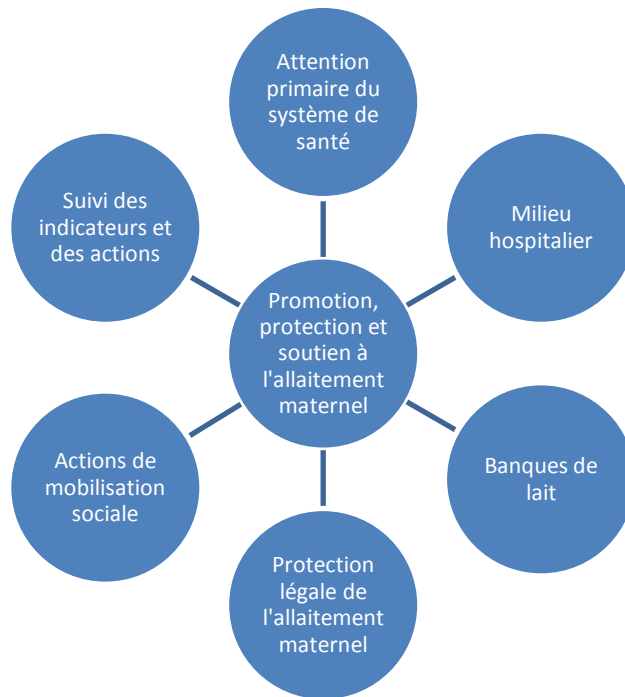 Attention
primaire du
système de
santé
Suivi des
indicateurs et
des actions
Milieu
hospitalier
Promotion,
protection et
soutien à
l'allaitement
maternel
Actions de
mobilisation
sociale
Banques de
lait
Protection
légale de
l'allaitement
maternel